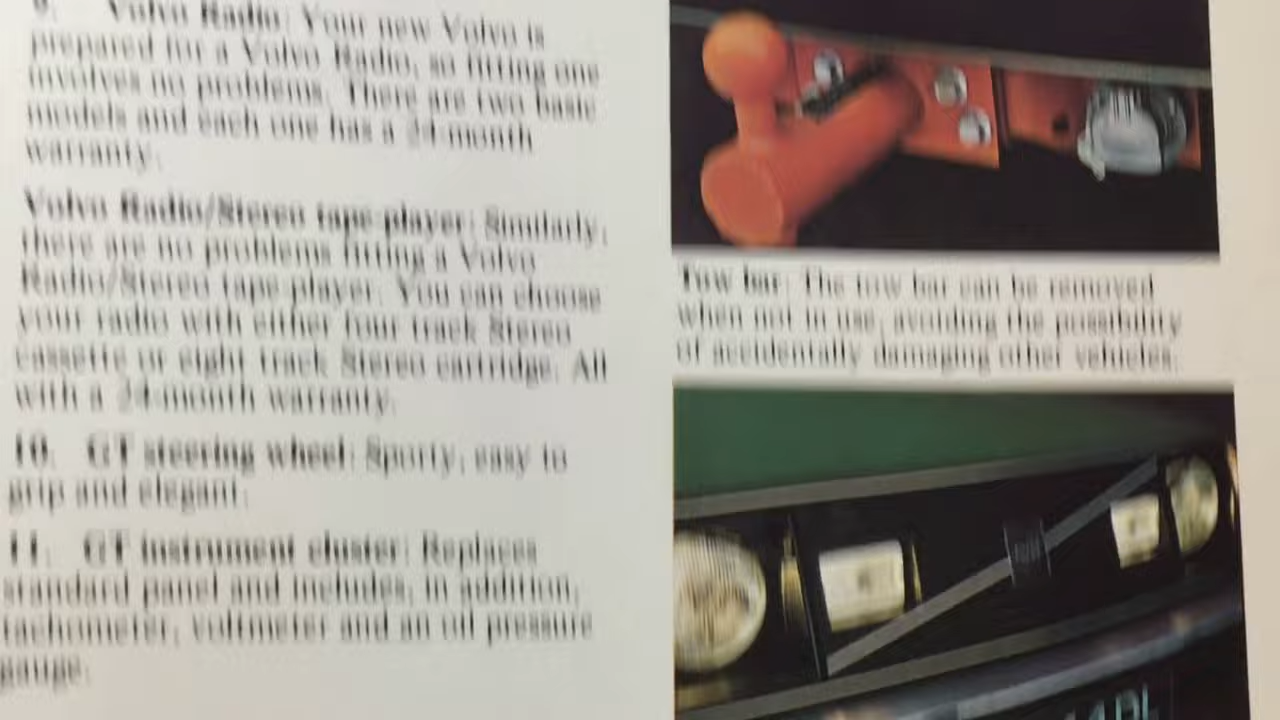 9. Volvo Radio: Your new Volvo is
prepared for a Volvo Radio, so fitting one
involves no problems. There are two basic
models and each one has a 24-month
warranty.
Volvo Radio/Stereo tape-player: Similarly,
there are no problems fitting a Volvo
Radio/Stereo tape player. You can choose
your radio with either four track Stereo
cassette or eight track Stereo cartridge. All
with a 24-month warranty.
10. GT steering wheel: Sporty, easy to
grip and elegant.
11. GT instrument cluster: Replaces
standard panel and includes, in addition,
tachometer, voltmeter and an oil pressure
gauge.
Tow bar: The tow bar can be removed
when not in use, avoiding the possibility
of accidentally damaging other vehicles.